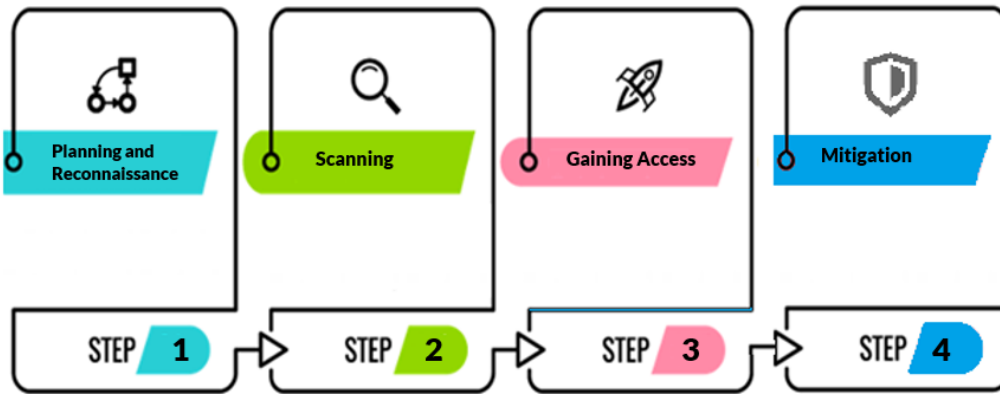 Planning and
Reconnaissance
Scanning
Gaining Access
Mitigation
STEP 1
STEP 2
STEP 3
STEP 4